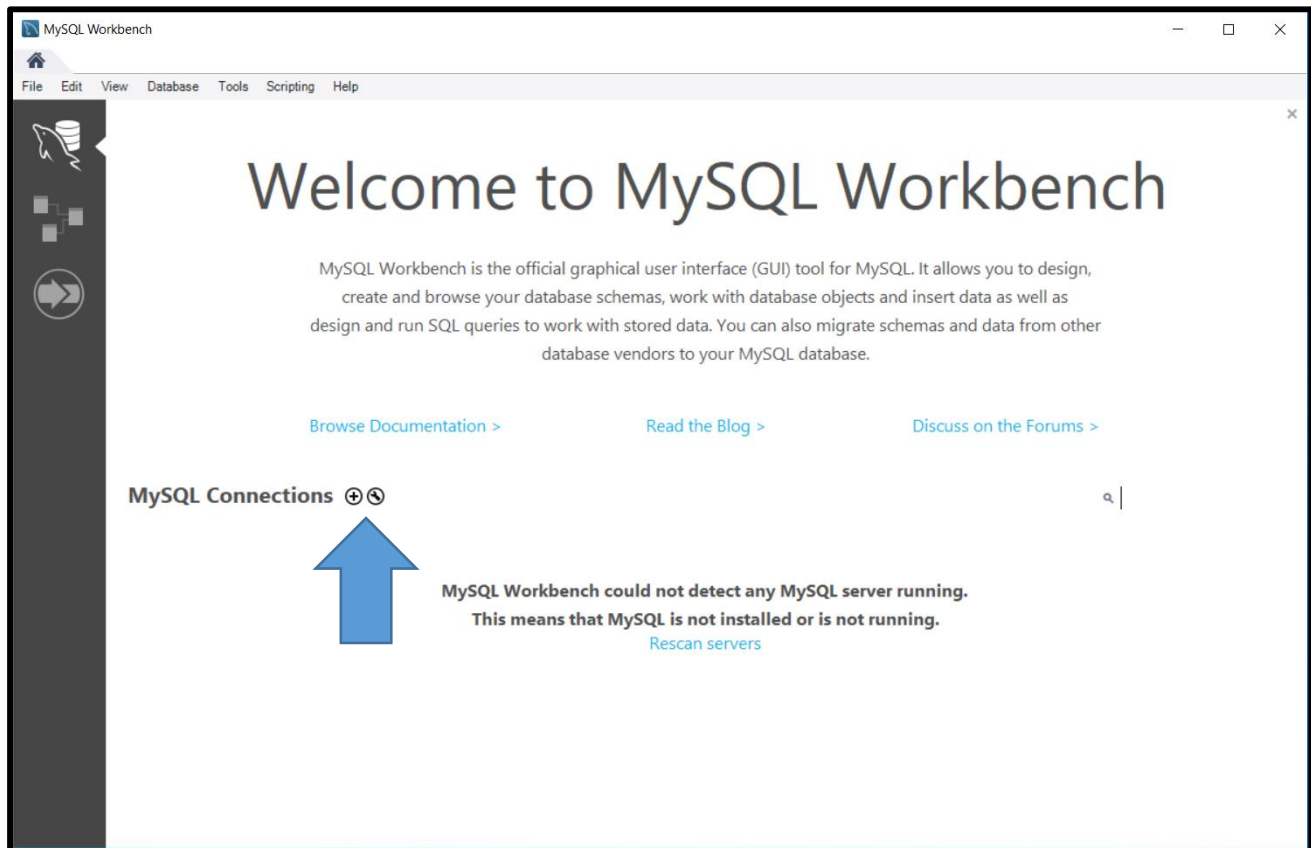 MySQL Workbench
File Edit View Database Tools Scripting Help
Welcome to MySQL Workbench
MySQL Workbench is the official graphical user interface (GUI) tool for MySQL. It allows you to design,
create and browse your database schemas, work with database objects and insert data as well as
design and run SQL queries to work with stored data. You can also migrate schemas and data from other
database vendors to your MySQL database.
Browse Documentation > Read the Blog > Discuss on the Forums >
MySQL Connections
MySQL Workbench could not detect any MySQL server running.
This means that MySQL is not installed or is not running.
Rescan servers